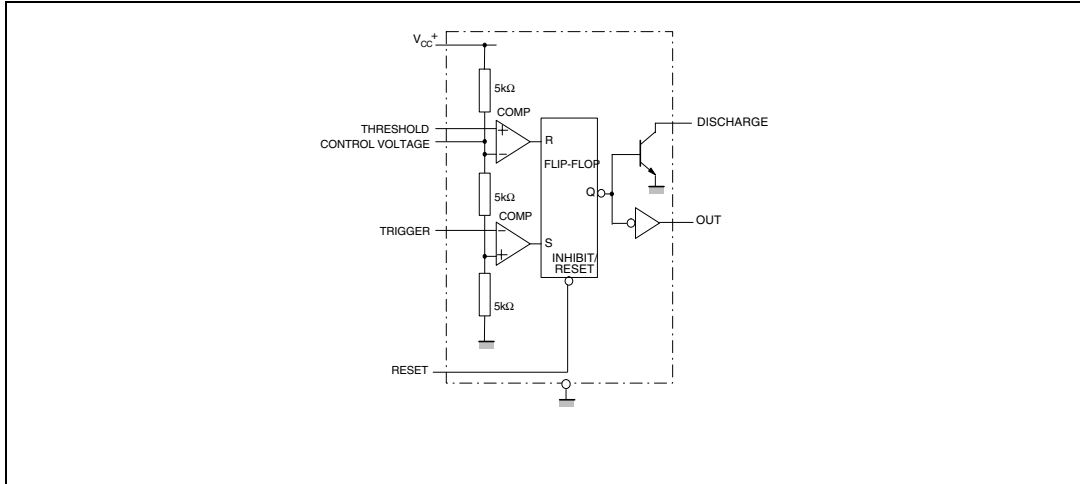 VCC+
5kΩ
COMP
THRESHOLD
+
CONTROL VOLTAGE
−
R
DISCHARGE
FLIP-FLOP
5kΩ
Q
COMP
TRIGGER
−
OUT
S
+
INHIBIT/
RESET
5kΩ
RESET